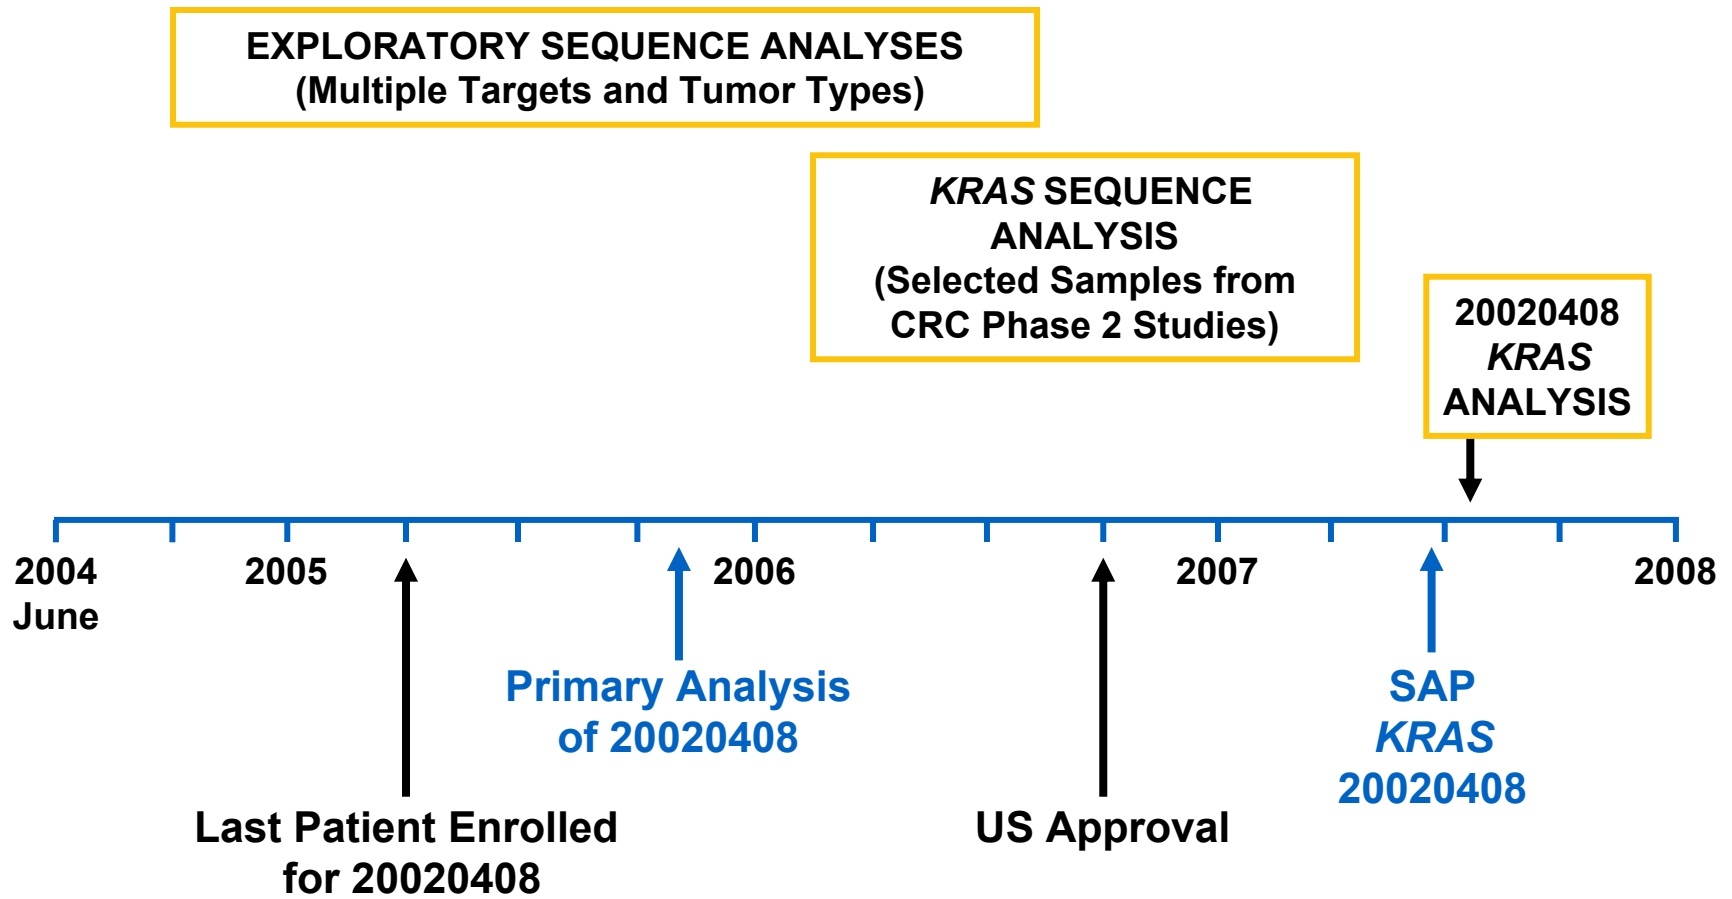 EXPLORATORY SEQUENCE ANALYSES
(Multiple Targets and Tumor Types)
KRAS SEQUENCE
ANALYSIS
(Selected Samples from
CRC Phase 2 Studies)
20020408
KRAS
ANALYSIS
2004
June
2005
2006
2007
2008
Primary Analysis
of 20020408
SAP
KRAS
20020408
Last Patient Enrolled
for 20020408
US Approval